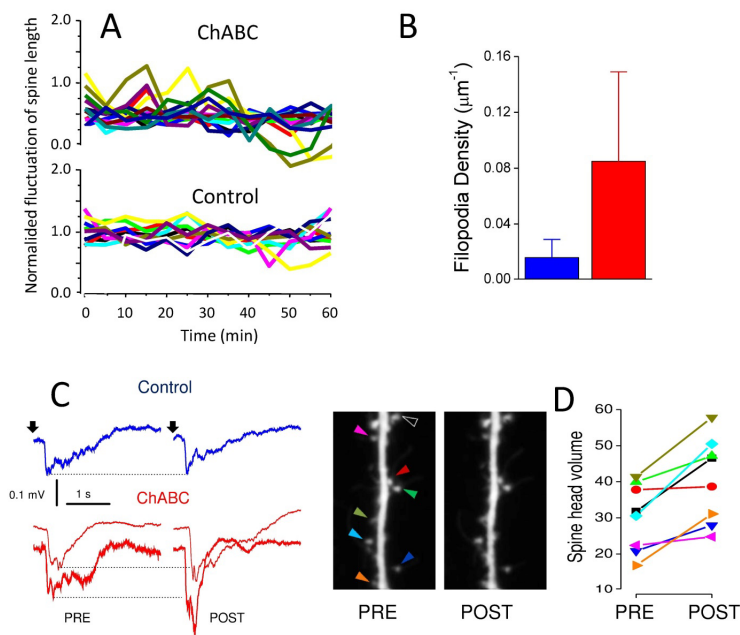 A
ChABC
Normalided fluctuation of spine length
1.0
0.0
2.0
Control
1.0
0.0
0 10 20 30 40 50 60
Time (min)
B
Filopodia Density (μm⁻¹)
0.16
0.12
0.08
0.04
0.00
C
Control
0.1 mV
1 s
ChABC
PRE
POST
PRE
POST
D
Spine head volume
60
50
40
30
20
10
PRE
POST